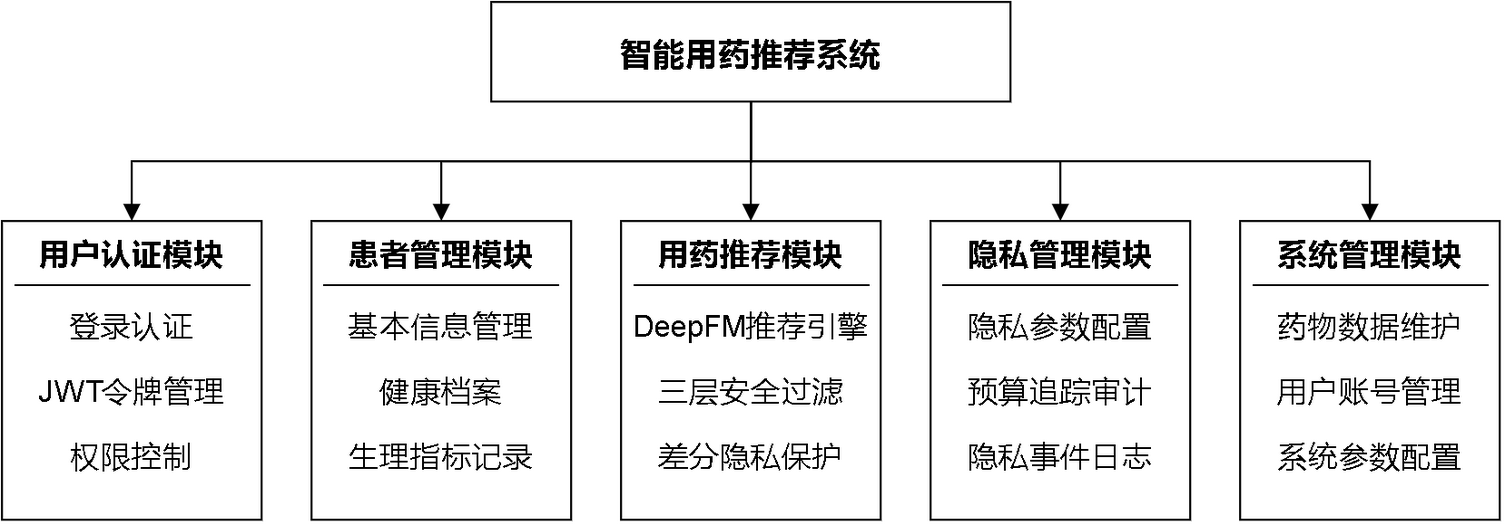 智能用药推荐系统
用户认证模块
登录认证
JWT令牌管理
权限控制
患者管理模块
基本信息管理
健康档案
生理指标记录
用药推荐模块
DeepFM推荐引擎
三层安全过滤
差分隐私保护
隐私管理模块
隐私参数配置
预算追踪审计
隐私事件日志
系统管理模块
药物数据维护
用户账号管理
系统参数配置